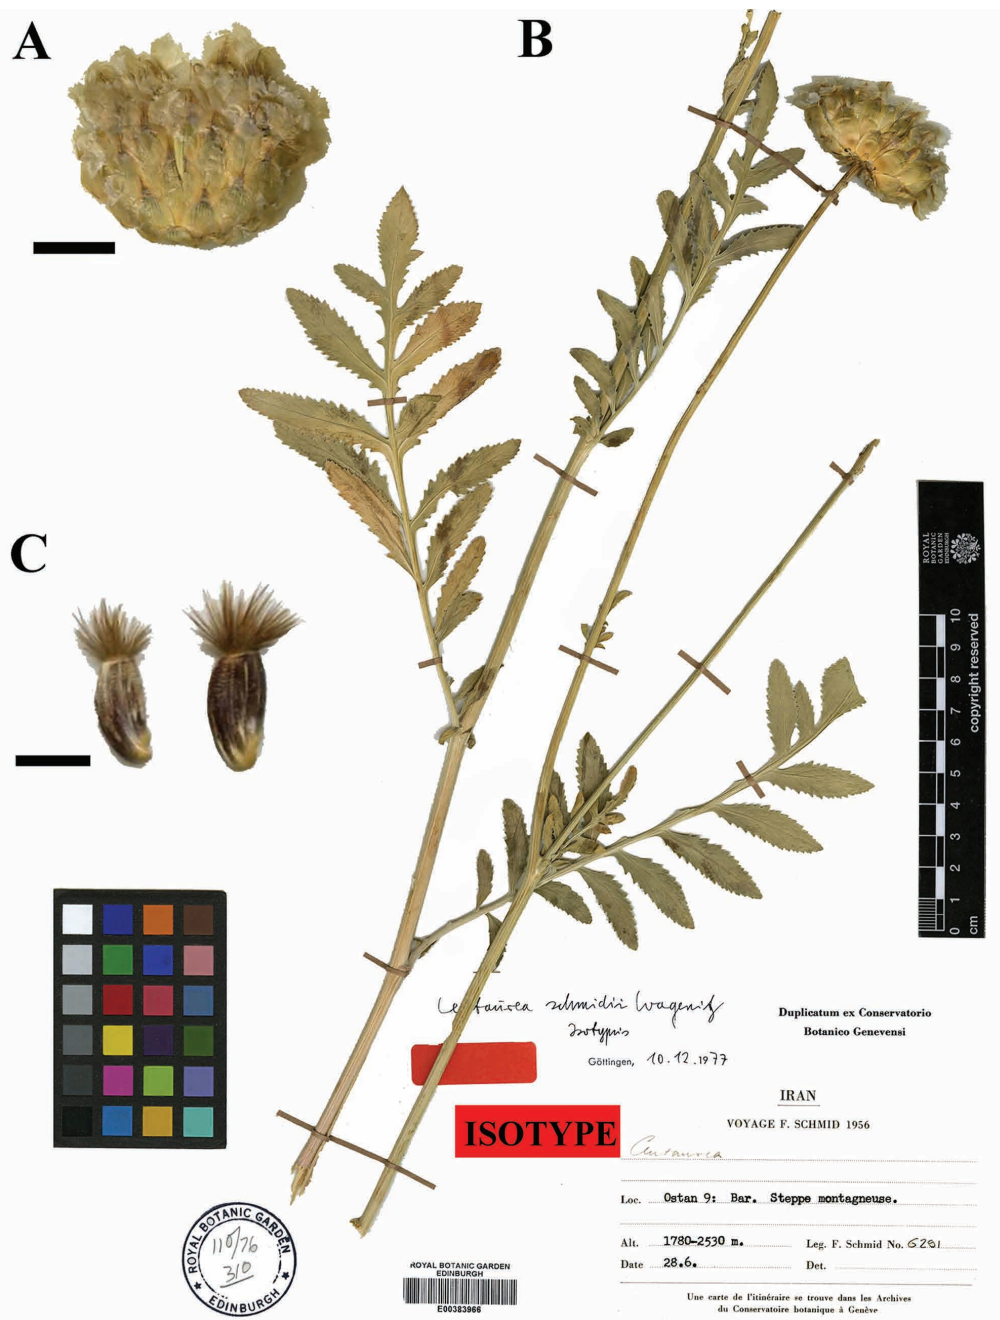 A
B
C
ROYAL
BOTANIC
GARDEN
EDINBURGH
0 1 2 3 4 5 6 7 8 9 10
cm
copyright reserved
Centaurea schmidii Wagenitz
Isotypus
Göttingen, 10.12.1977
Duplicatum ex Conservatorio
Botanico Genevensi
IRAN
VOYAGE F. SCHMID 1956
ISOTYPE
Centaurea
Loc. Ostan 9: Bar. Steppe montagneuse.
Alt. 1780-2530 m. Leg. F. Schmid No. 6281
Date 28.6. Det.
Une carte de l'itinéraire se trouve dans les Archives
du Conservatoire botanique à Genève
ROYAL BOTANIC GARDEN
EDINBURGH
110/76
310
ROYAL BOTANIC GARDEN
EDINBURGH
E00383966